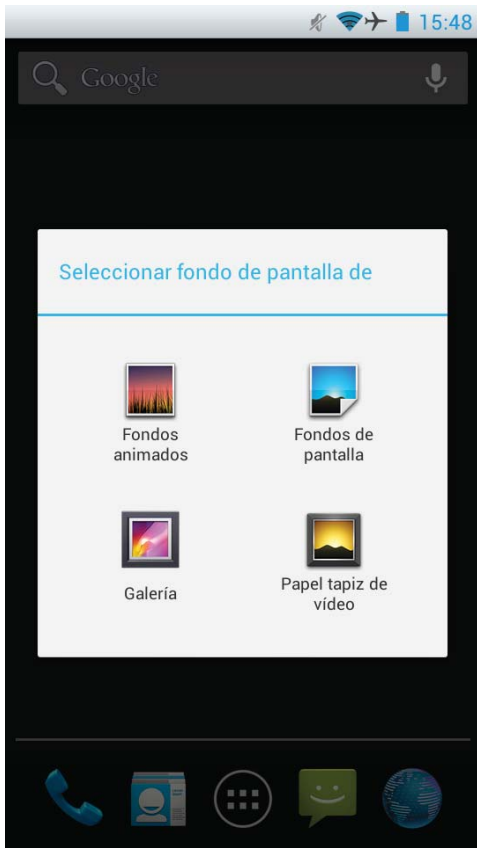 15:48
Google
Seleccionar fondo de pantalla de
Fondos
animados
Fondos de
pantalla
Galería
Papel tapiz de
vídeo